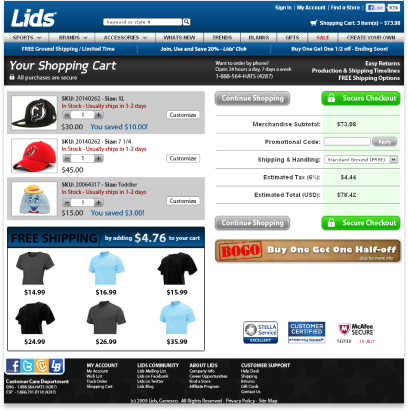 Lids
Sign In | My Account | Find a Store | Like
keyword or style #
Shopping Cart: 3 item(s) = $73.98
SPORTS BRANDS ACCESSORIES WHATS NEW TRENDS BLANKS GIFTS SALE CREATE YOUR OWN
FREE Ground Shipping / Limited Time Join, Use and Save 20% - Lids' Club Buy One Get One 1/2 off - Ending Soon!
Your Shopping Cart
All purchases are secure
Want to order by phone?
Open 24 hours a day, 7 days a week
1-888-564-HATS (4287)
Easy Returns
Production & Shipping Timelines
FREE Shipping Options
SKU: 20140262 - Size: XL
In Stock - Usually ships in 1-2 days
1
Customize
$30.00 You saved $10.00!
SKU: 20140262 - Size: 7 1/4
In Stock - Usually ships in 1-2 days
1
Customize
$45.00
SKU: 20064317 - Size: Toddler
In Stock - Usually ships in 1-2 days
1
Customize
$15.00 You saved $3.00!
Continue Shopping Secure Checkout
Merchandise Subtotal: $73.98
Promotional Code: Apply
Shipping & Handling: Standard Ground (FREE)
Estimated Tax (6%): $4.44
Estimated Total (USD): $78.42
Continue Shopping Secure Checkout
BOGO Buy One Get One Half-off
click for more info
FREE SHIPPING by adding $4.76 to your cart
$14.99 $16.99 $15.99
$24.99 $26.99 $35.99
STELLA Service
EXCELLENT
CUSTOMER CERTIFIED
McAfee SECURE
TESTED 16-JULY
Customer Care Department
ENG - 1.888.564.HATS (4287)
MY ACCOUNT
My Account
Wish List
Track Order
Shopping Cart
LIDS COMMUNITY
Lids Mailing List
Lids on Facebook
Lids on Twitter
Lids Blog
ABOUT LIDS
Company Info
Career Opportunities
Find a Store
Affiliate Program
CUSTOMER SUPPORT
Help Desk
Shipping
Returns
Gift Cards
Contact Us
(c) 2009 Lids, Genesco. All Rights Reserved - Privacy Policy - Site Map